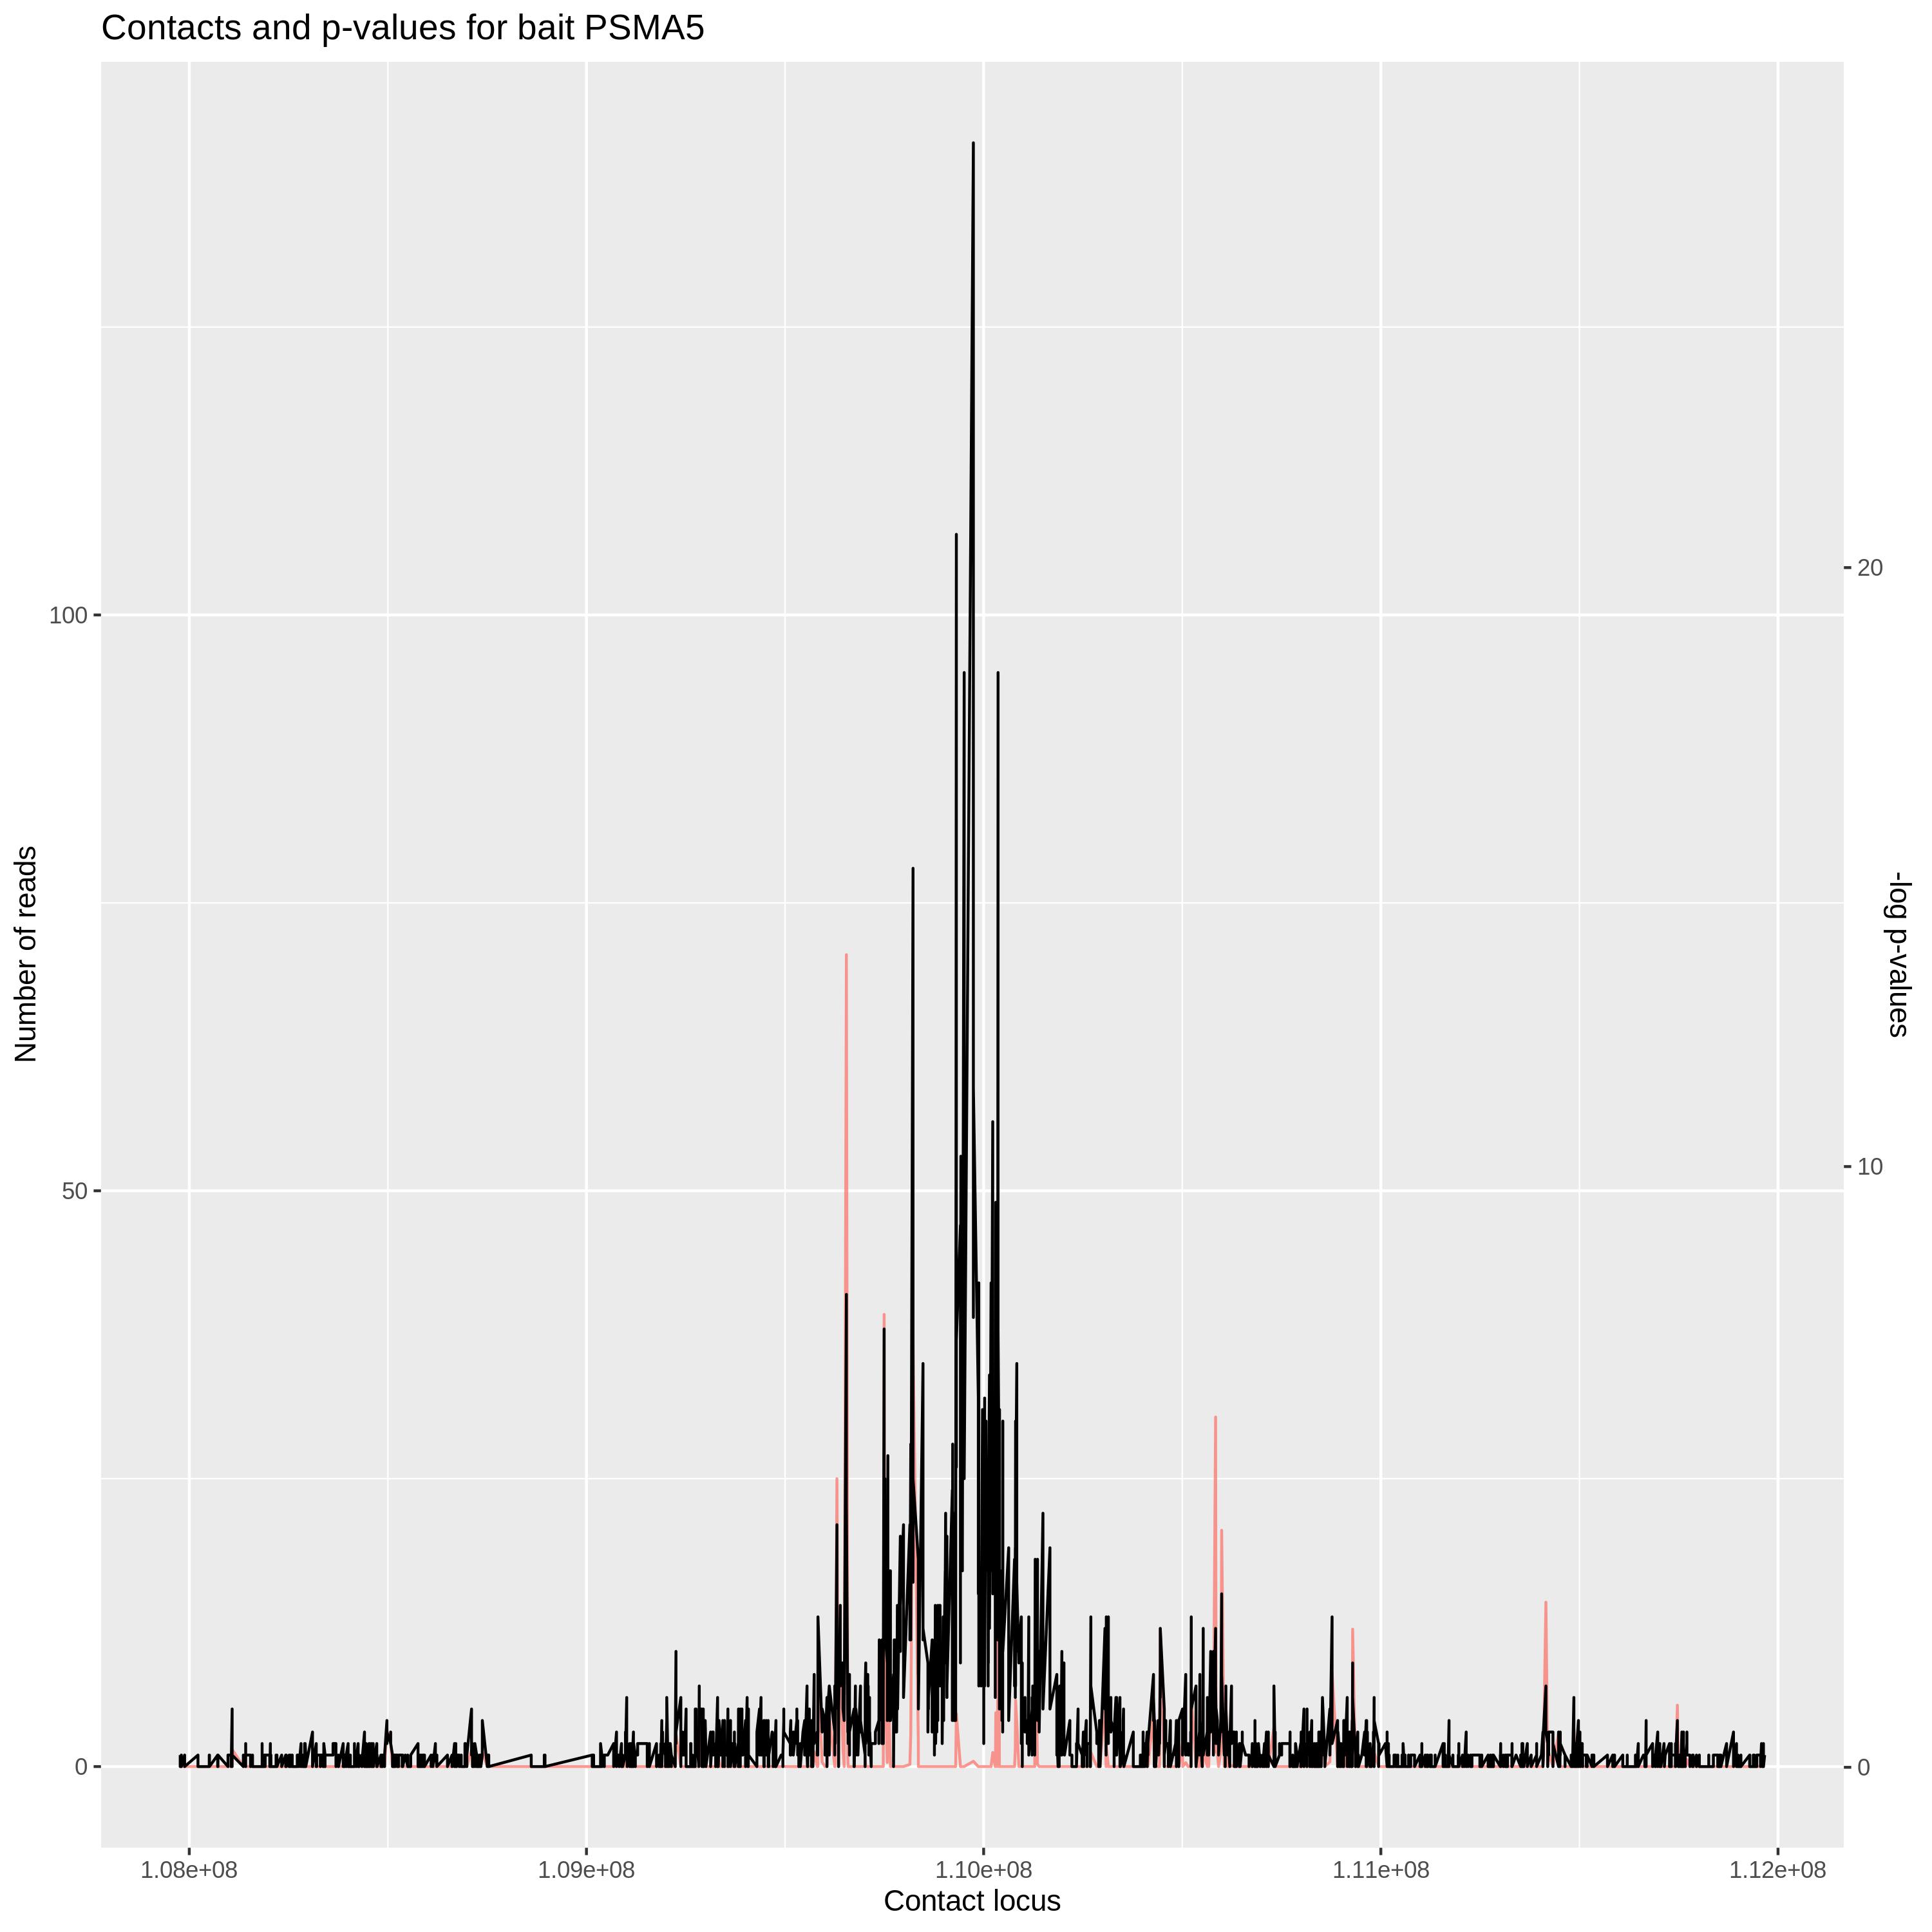 Contacts and p-values for bait PSMA5
Number of reads
100
50
0
20
10
0
-log p-values
1.08e+08
1.09e+08
1.10e+08
1.11e+08
1.12e+08
Contact locus